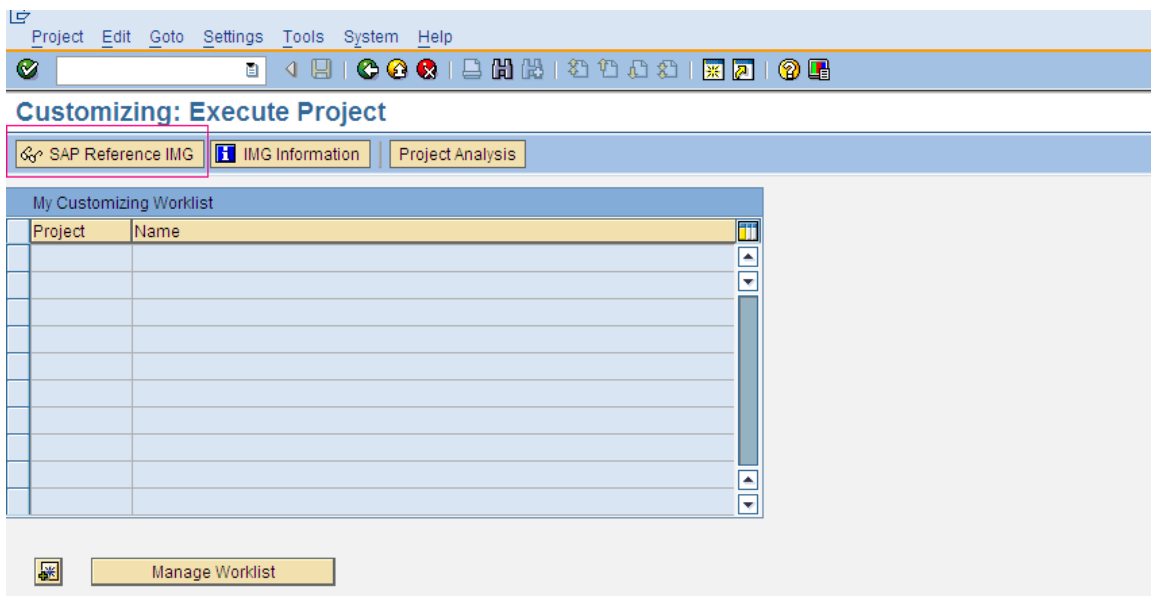 Project Edit Goto Settings Tools System Help
Customizing: Execute Project
SAP Reference IMG IMG Information Project Analysis
My Customizing Worklist
Project Name
Manage Worklist